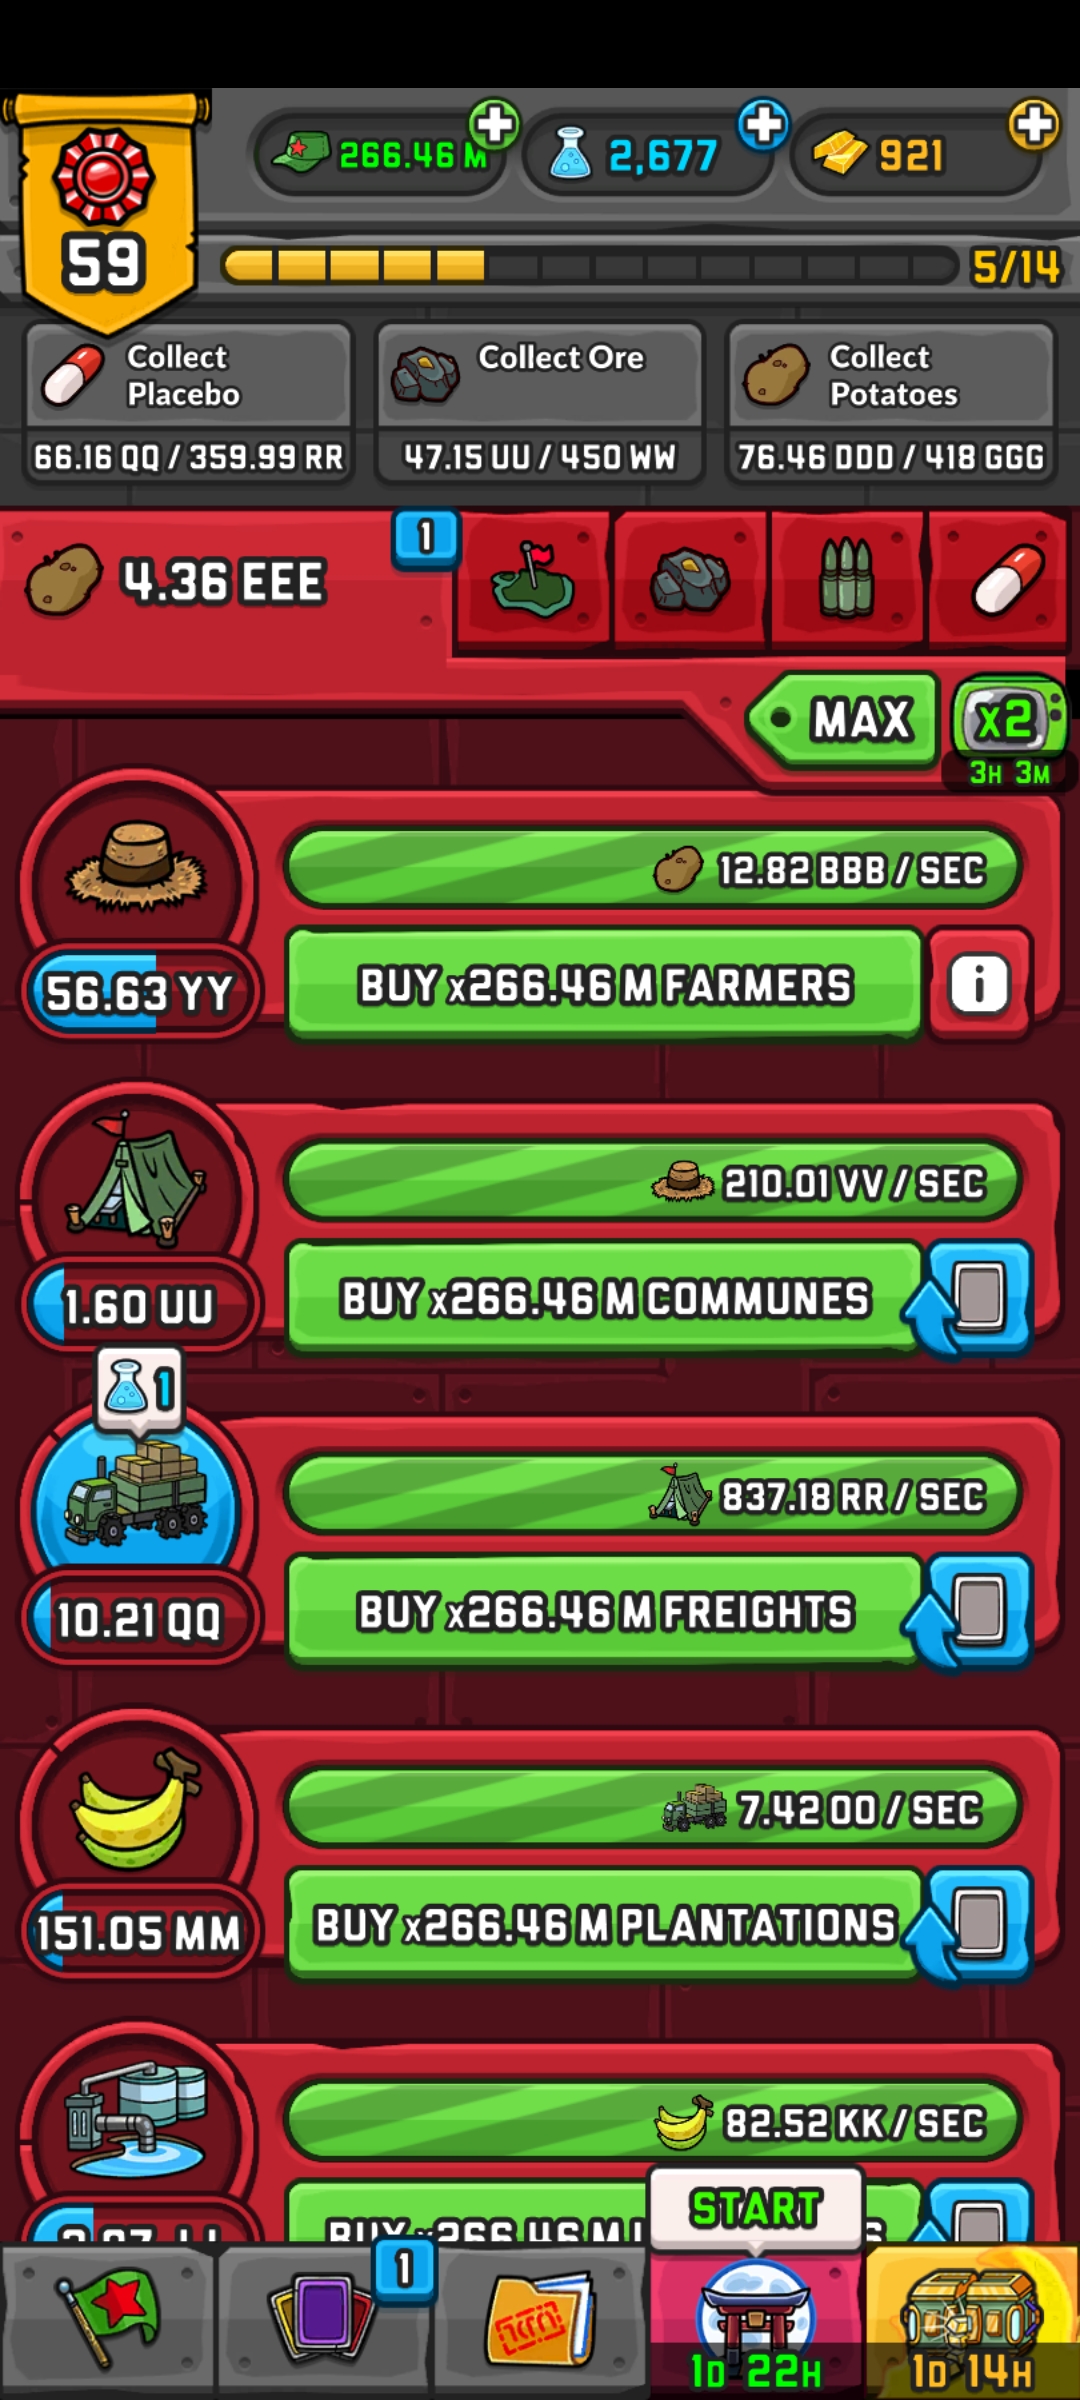 266.46 M
2,677
921
59
5/14
Collect
Placebo
66.16 QQ / 359.99 RR
Collect Ore
47.15 UU / 450 WW
Collect
Potatoes
76.46 DDD / 418 GGG
4.36 EEE
1
MAX
x2
3H 3M
12.82 BBB / SEC
56.63 YY
BUY x266.46 M FARMERS
i
210.01 VV / SEC
1.60 UU
BUY x266.46 M COMMUNES
1
837.18 RR / SEC
10.21 QQ
BUY x266.46 M FREIGHTS
7.42 OO / SEC
151.05 MM
BUY x266.46 M PLANTATIONS
82.52 KK / SEC
BUY x266.46 M
START
1
1D 22H
1D 14H